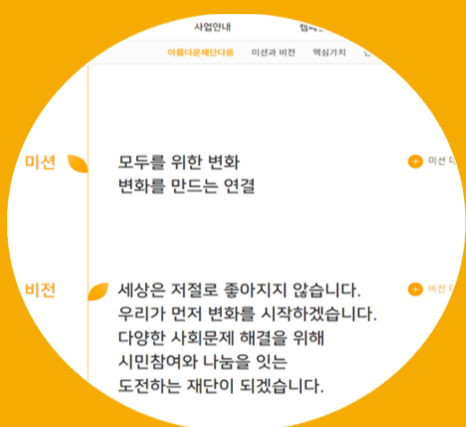 사업안내
아름다운재단다움 미션과 비전 핵심가치
미션
모두를 위한 변화
변화를 만드는 연결
미션
비전
세상은 저절로 좋아지지 않습니다.
우리가 먼저 변화를 시작하겠습니다.
다양한 사회문제 해결을 위해
시민참여와 나눔을 잇는
도전하는 재단이 되겠습니다.
비전